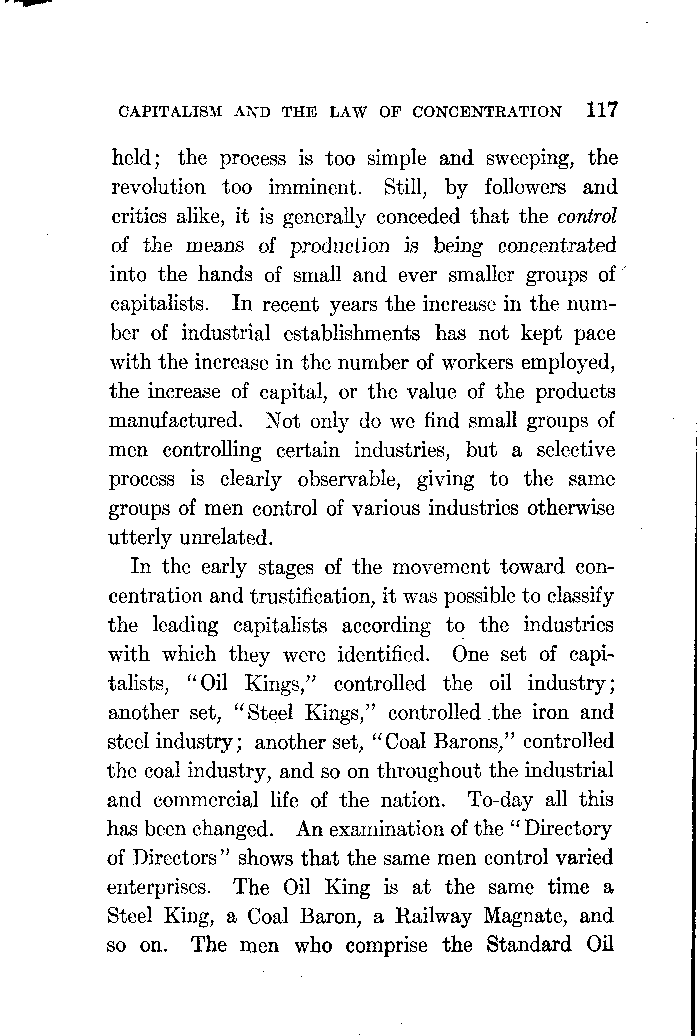 CAPITALISM AND THE LAW OF CONCENTRATION 117
held; the process is too simple and sweeping, the
revolution too imminent. Still, by followers and
critics alike, it is generally conceded that the control
of the means of production is being concentrated
into the hands of small and ever smaller groups of
capitalists. In recent years the increase in the num-
ber of industrial establishments has not kept pace
with the increase in the number of workers employed,
the increase of capital, or the value of the products
manufactured. Not only do we find small groups of
men controlling certain industries, but a selective
process is clearly observable, giving to the same
groups of men control of various industries otherwise
utterly unrelated.
In the early stages of the movement toward con-
centration and trustification, it was possible to classify
the leading capitalists according to the industries
with which they were identified. One set of capi-
talists, "Oil Kings," controlled the oil industry;
another set, "Steel Kings," controlled the iron and
steel industry; another set, "Coal Barons," controlled
the coal industry, and so on throughout the industrial
and commercial life of the nation. To-day all this
has been changed. An examination of the "Directory
of Directors" shows that the same men control varied
enterprises. The Oil King is at the same time a
Steel King, a Coal Baron, a Railway Magnate, and
so on. The men who comprise the Standard Oil